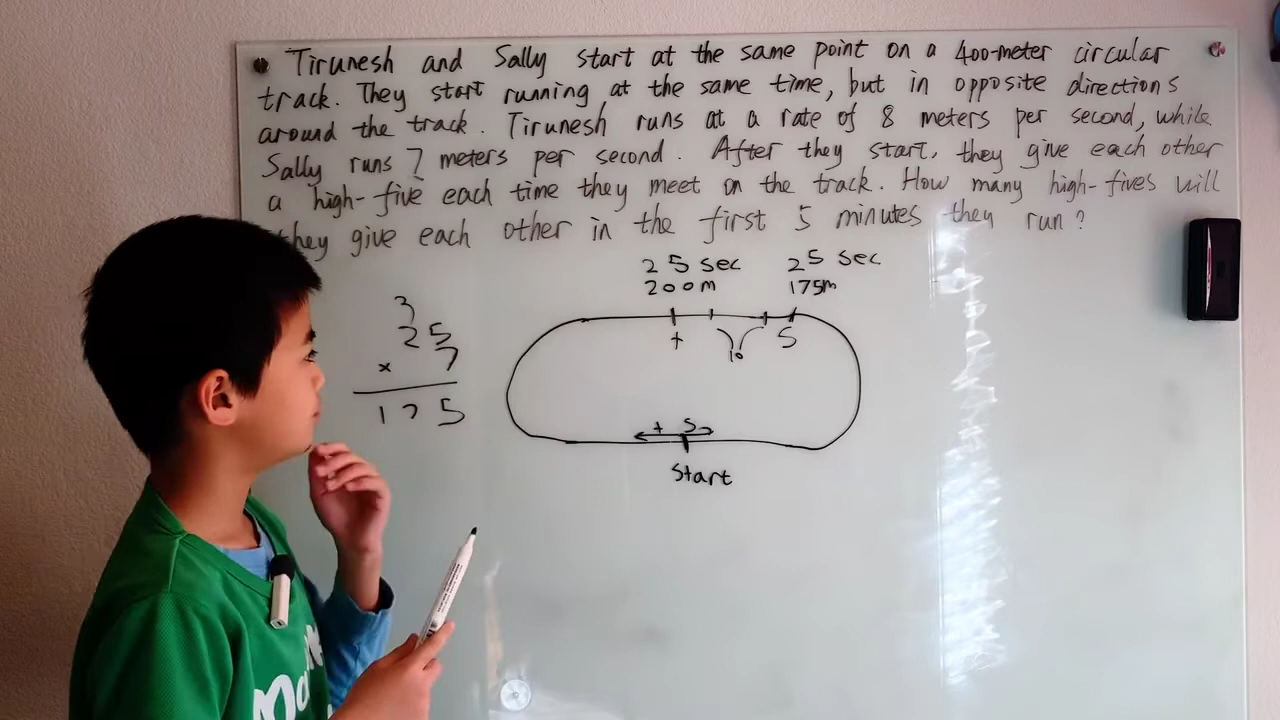 Tirunesh and Sally start at the same point on a 400-meter circular
track. They start running at the same time, but in opposite directions
around the track. Tirunesh runs at a rate of 8 meters per second, while
Sally runs 7 meters per second. After they start, they give each other
a high-five each time they meet on the track. How many high-fives will
they give each other in the first 5 minutes they run?
25 sec 25 sec
200m 175m
3
25
× 7
175
t 10 S
t S
Start